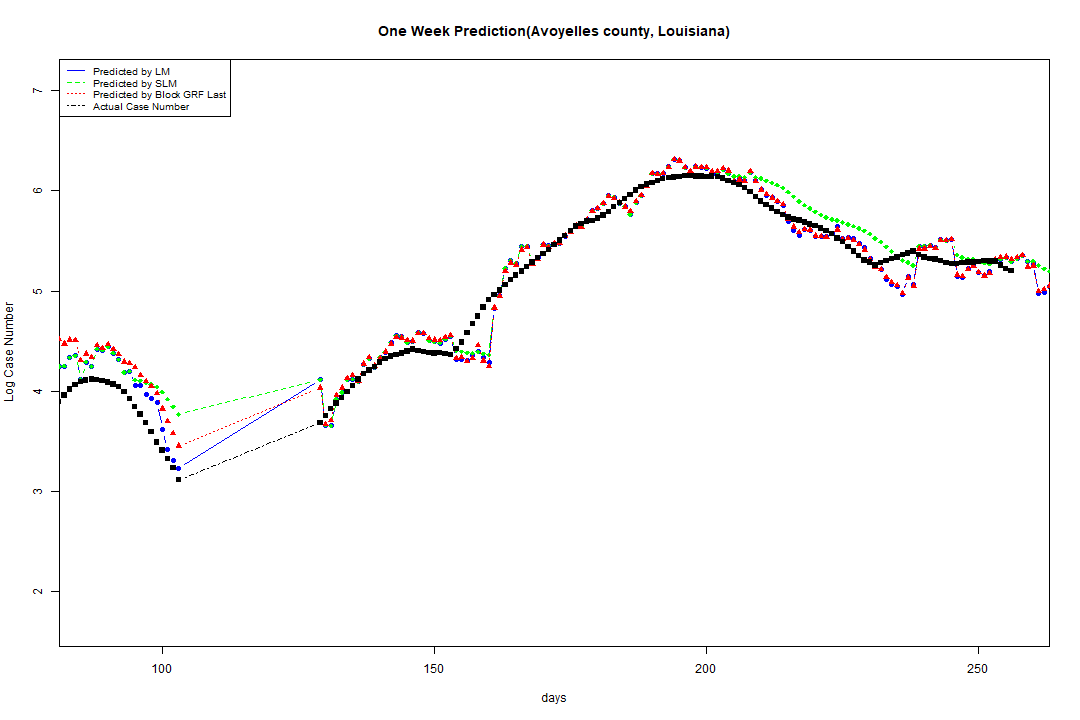 One Week Prediction(Avoyelles county, Louisiana)
Predicted by LM
Predicted by SLM
Predicted by Block GRF Last
Actual Case Number
Log Case Number
7
6
5
4
3
2
100 150 200 250
days